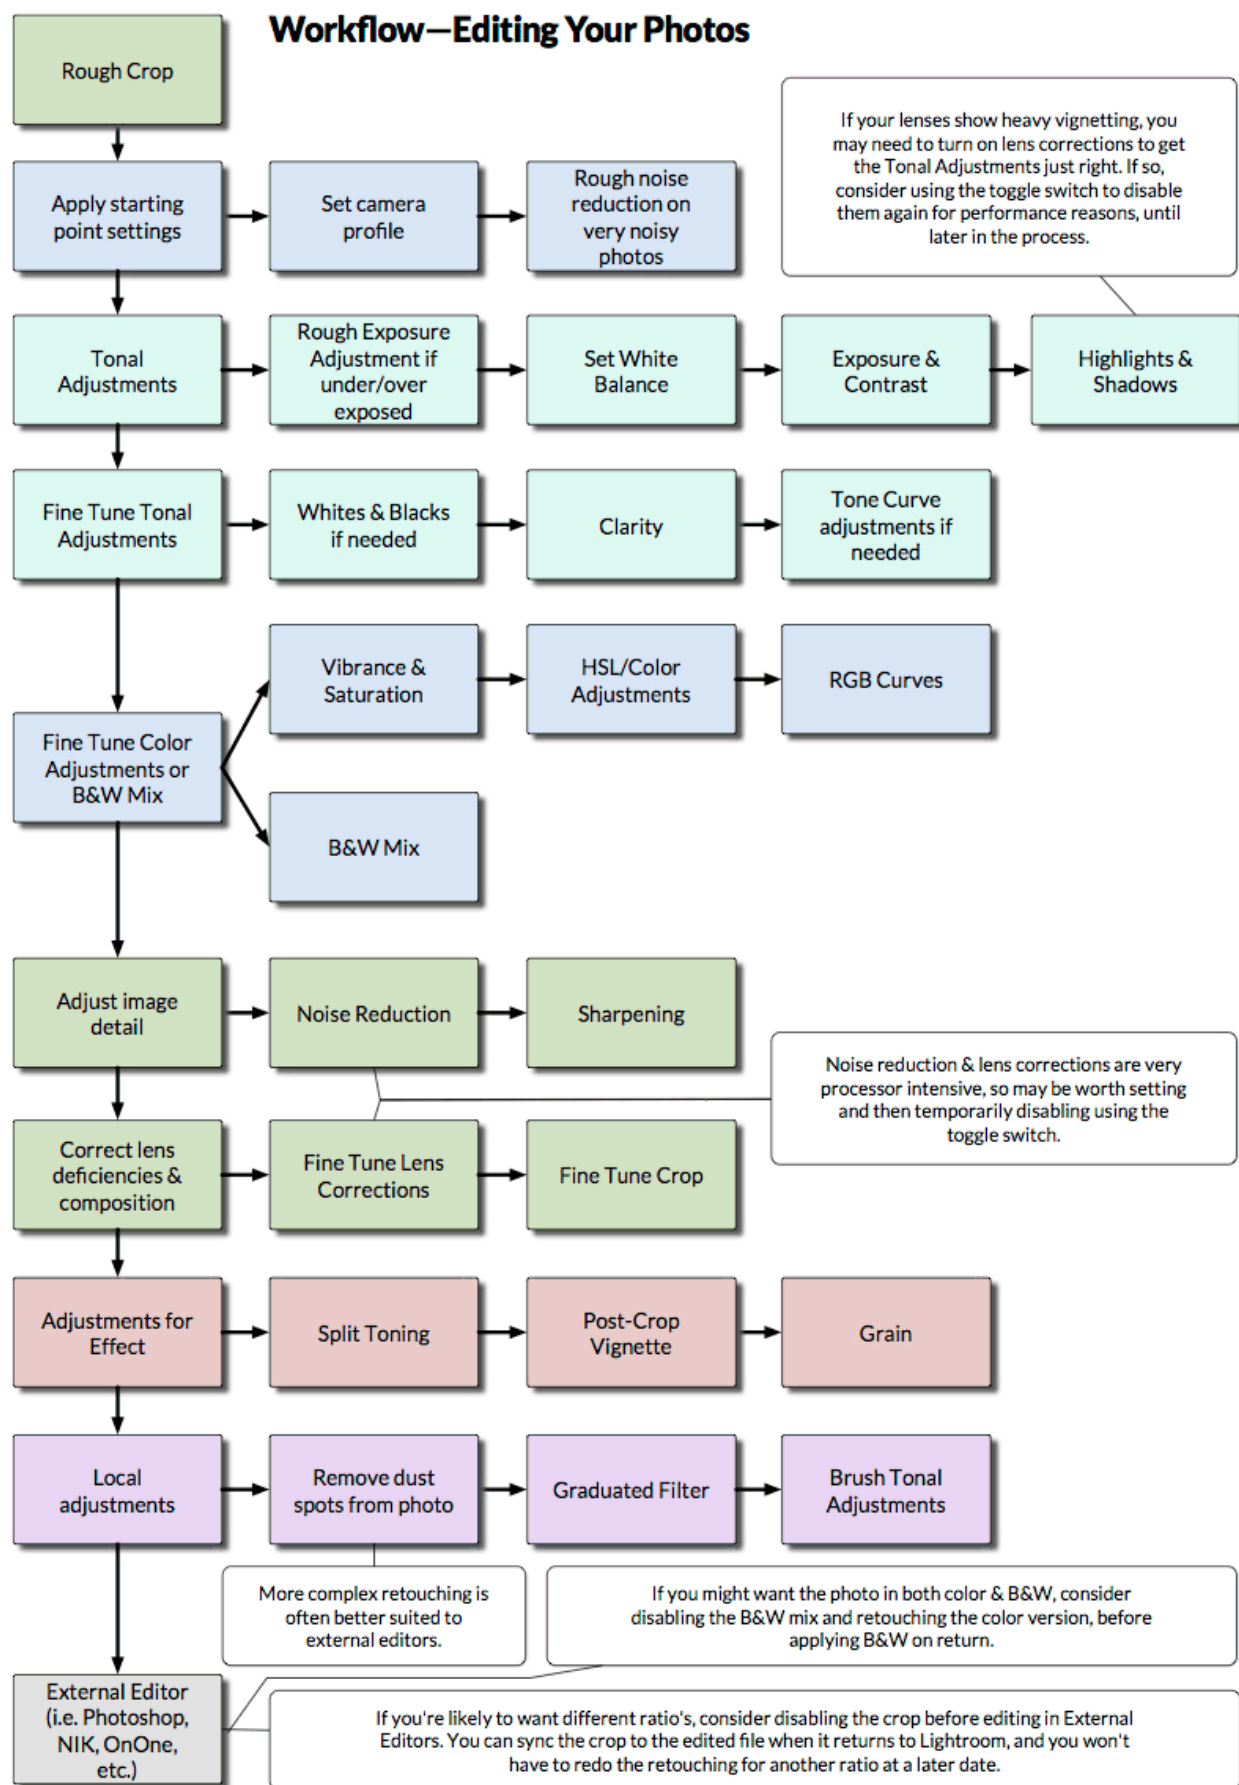 Workflow—Editing Your Photos
Rough Crop
If your lenses show heavy vignetting, you
may need to turn on lens corrections to get
the Tonal Adjustments just right. If so,
consider using the toggle switch to disable
them again for performance reasons, until
later in the process.
Apply starting
point settings
Set camera
profile
Rough noise
reduction on
very noisy
photos
Tonal
Adjustments
Rough Exposure
Adjustment if
under/over
exposed
Set White
Balance
Exposure &
Contrast
Highlights &
Shadows
Fine Tune Tonal
Adjustments
Whites & Blacks
if needed
Clarity
Tone Curve
adjustments if
needed
Vibrance &
Saturation
HSL/Color
Adjustments
RGB Curves
Fine Tune Color
Adjustments or
B&W Mix
B&W Mix
Adjust image
detail
Noise Reduction
Sharpening
Noise reduction & lens corrections are very
processor intensive, so may be worth setting
and then temporarily disabling using the
toggle switch.
Correct lens
deficiencies &
composition
Fine Tune Lens
Corrections
Fine Tune Crop
Adjustments for
Effect
Split Toning
Post-Crop
Vignette
Grain
Local
adjustments
Remove dust
spots from photo
Graduated Filter
Brush Tonal
Adjustments
More complex retouching is
often better suited to
external editors.
If you might want the photo in both color & B&W, consider
disabling the B&W mix and retouching the color version, before
applying B&W on return.
External Editor
(i.e. Photoshop,
NIK, OnOne,
etc.)
If you're likely to want different ratio's, consider disabling the crop before editing in External
Editors. You can sync the crop to the edited file when it returns to Lightroom, and you won't
have to redo the retouching for another ratio at a later date.